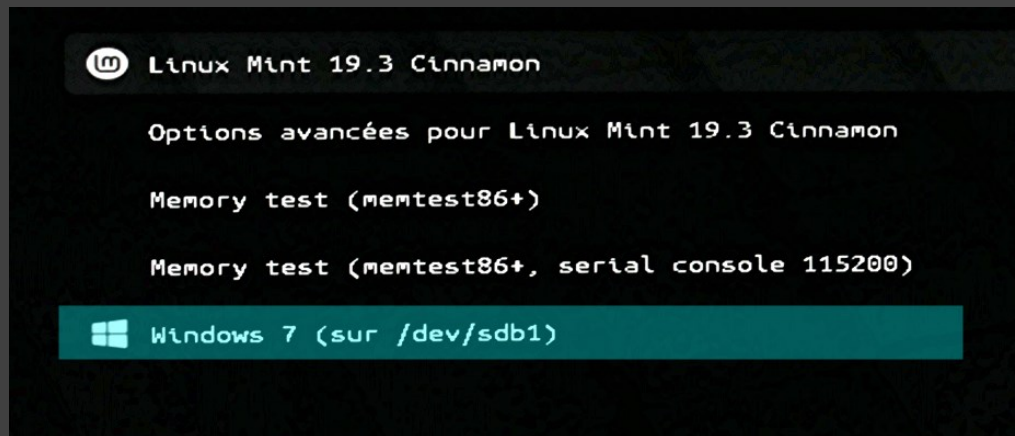 Linux Mint 19.3 Cinnamon
Options avancées pour Linux Mint 19.3 Cinnamon
Memory test (memtest86+)
Memory test (memtest86+, serial console 115200)
Windows 7 (sur /dev/sdb1)